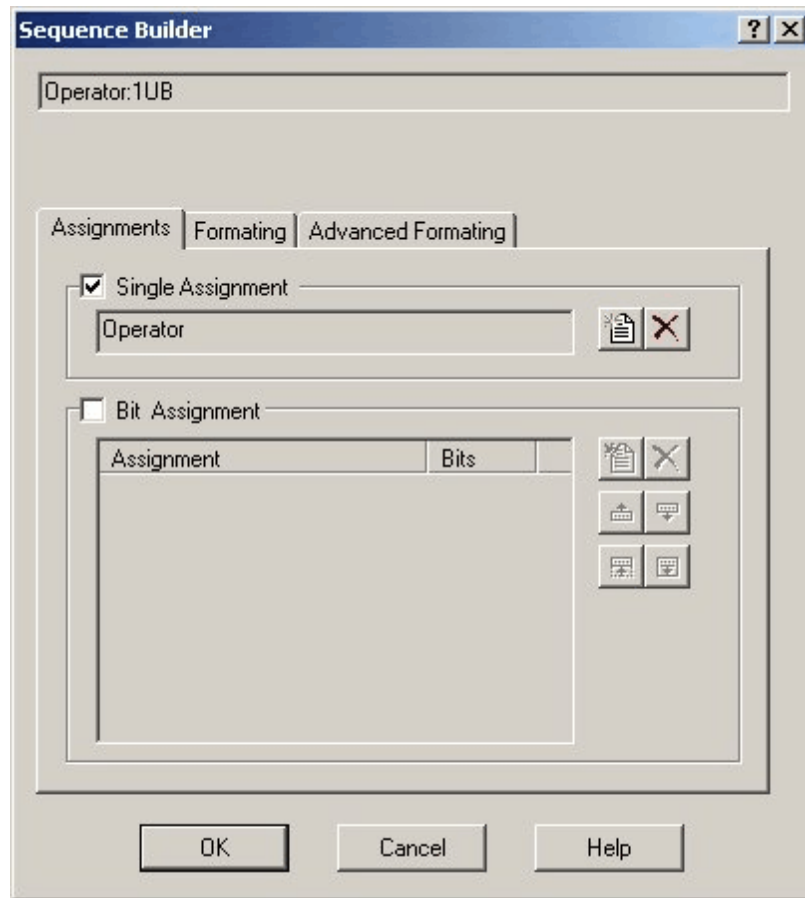 Sequence Builder
Operator:1UB
Assignments Formating Advanced Formating
Single Assignment
Operator
Bit Assignment
Assignment Bits
OK Cancel Help